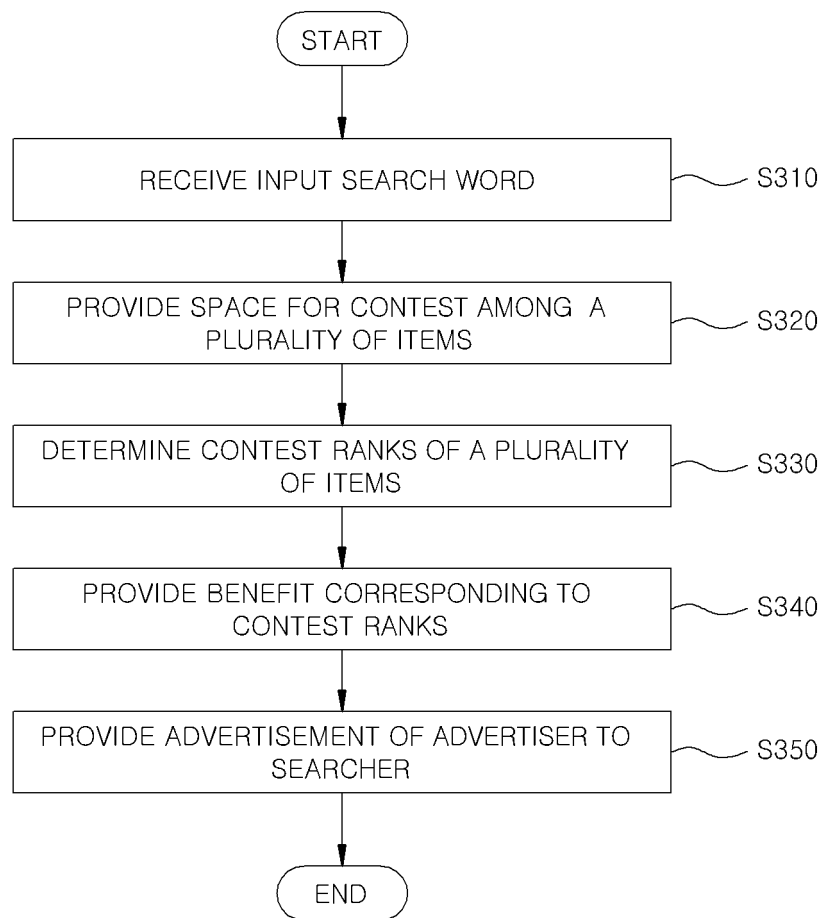 START
RECEIVE INPUT SEARCH WORD
S310
PROVIDE SPACE FOR CONTEST AMONG A
PLURALITY OF ITEMS
S320
DETERMINE CONTEST RANKS OF A PLURALITY
OF ITEMS
S330
PROVIDE BENEFIT CORRESPONDING TO
CONTEST RANKS
S340
PROVIDE ADVERTISEMENT OF ADVERTISER TO
SEARCHER
S350
END